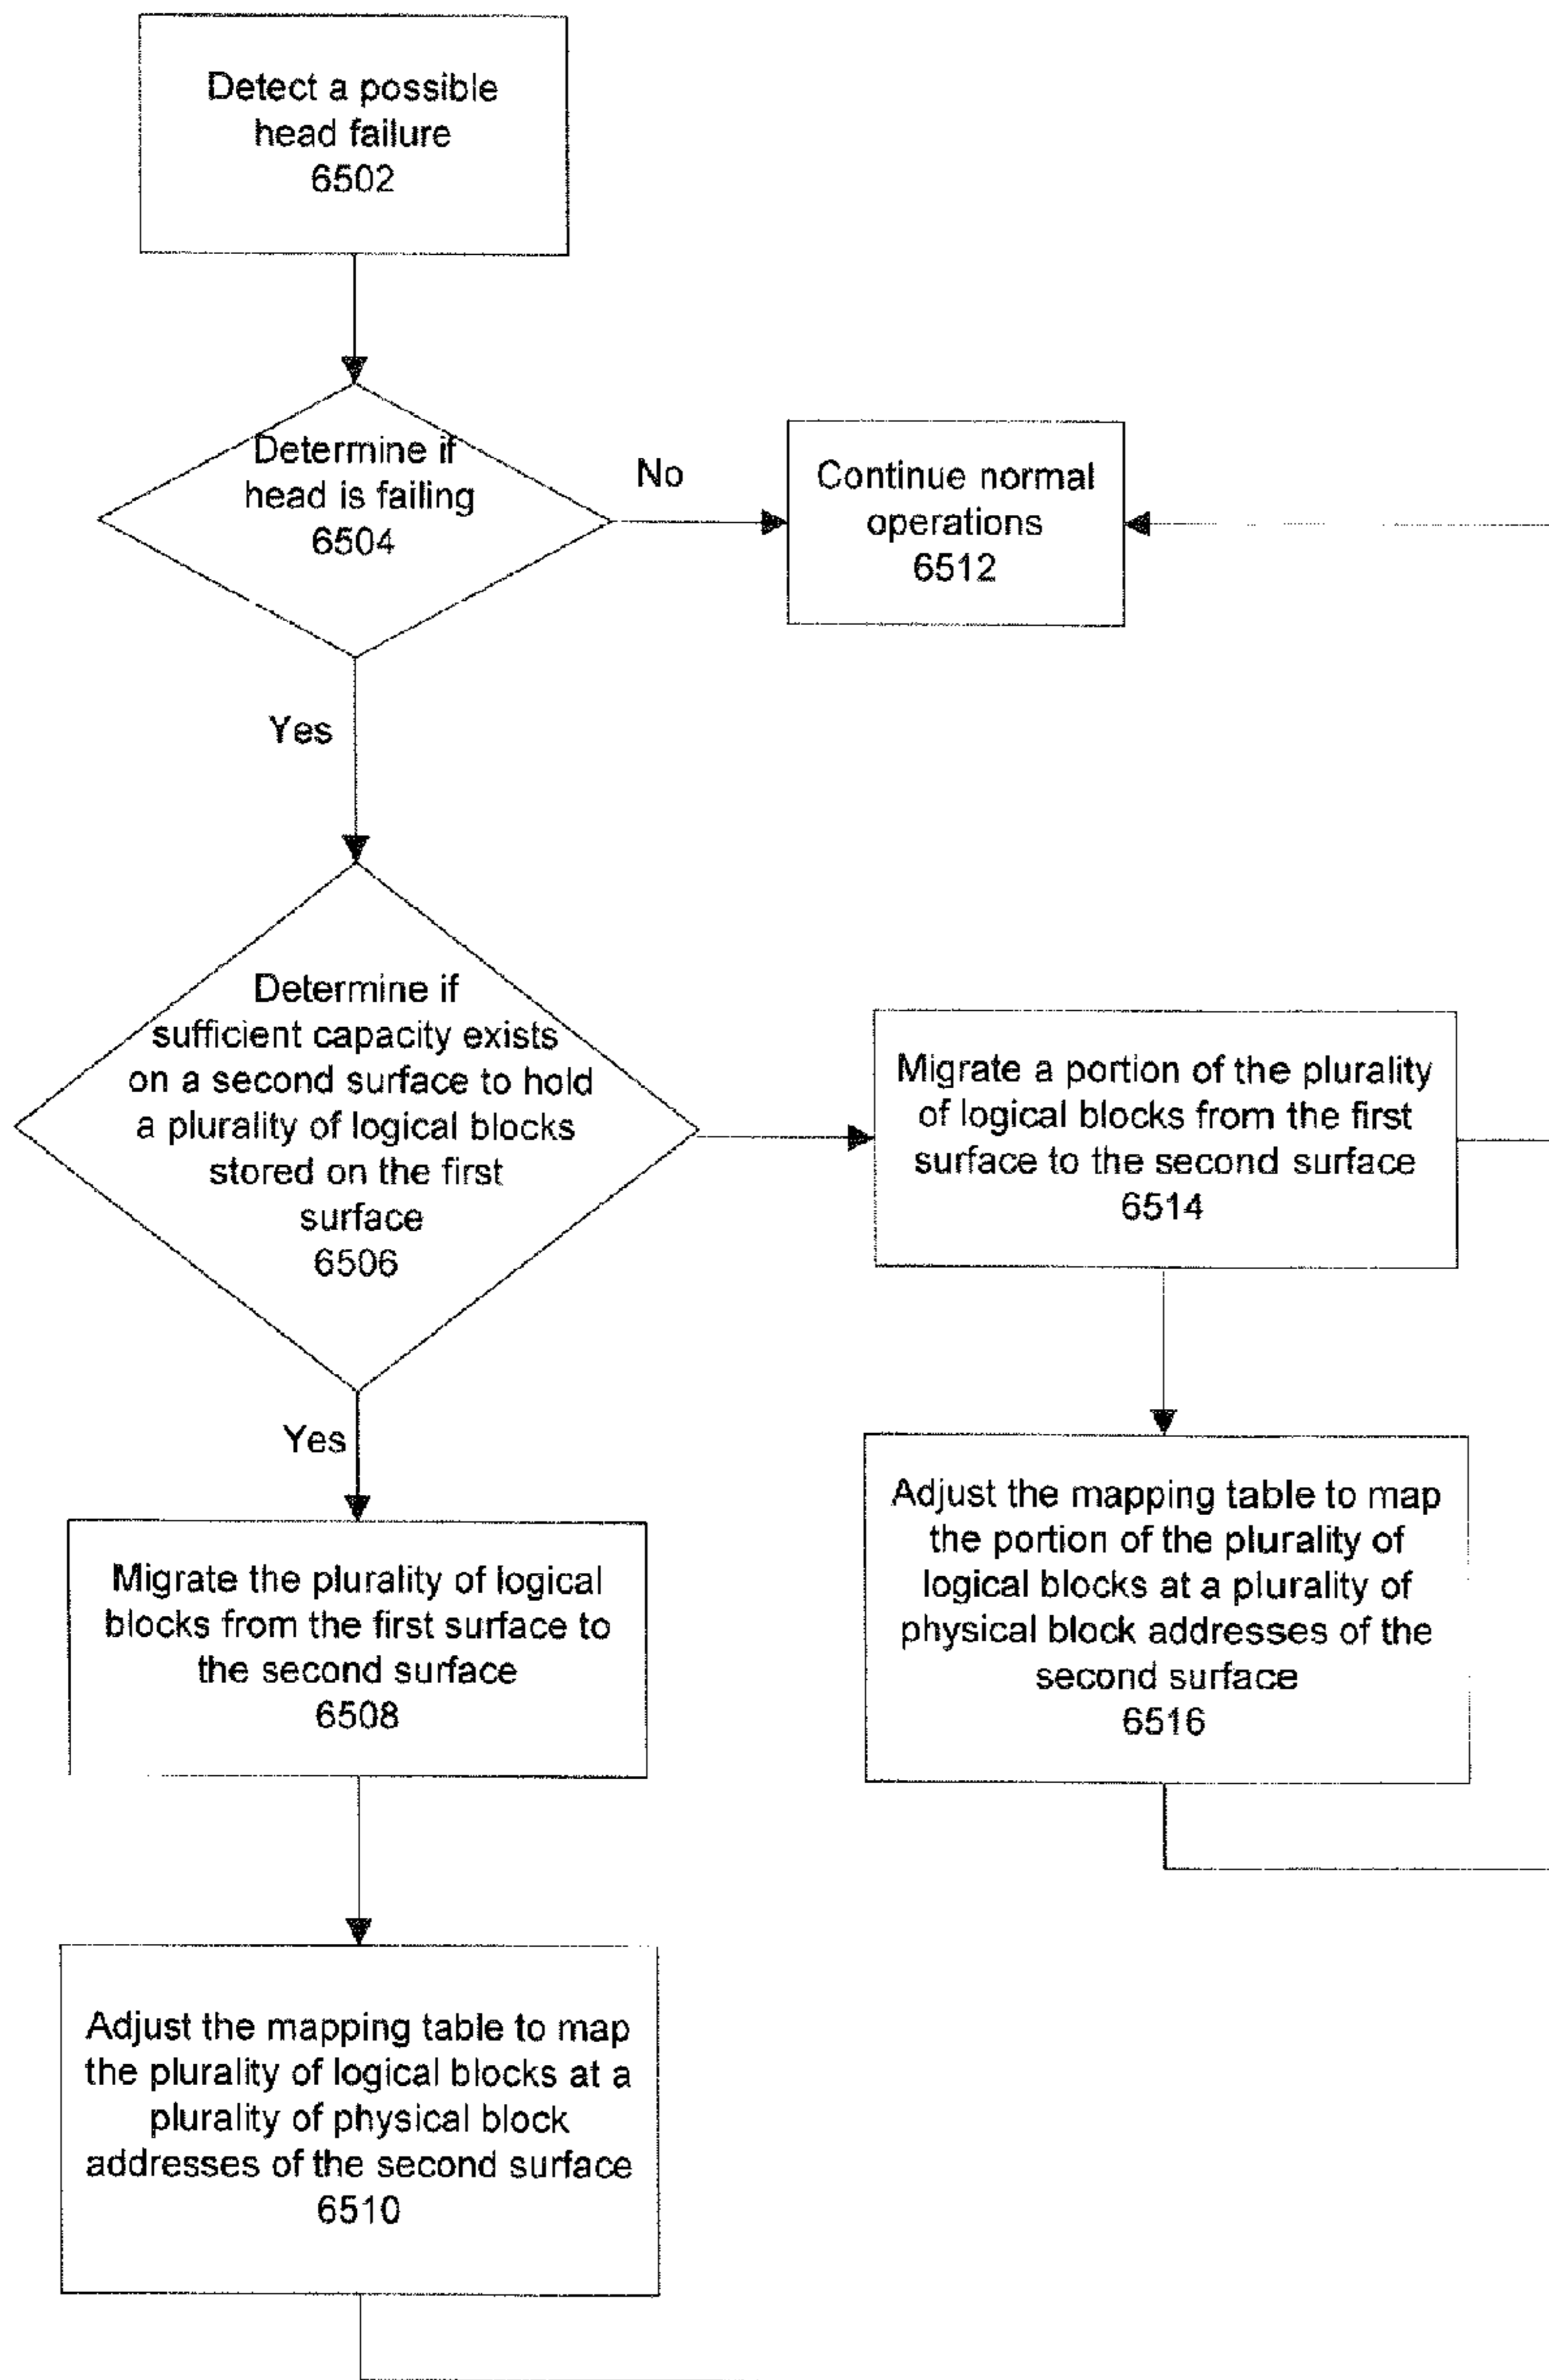 Detect a possible
head failure
6502
Determine if
head is failing
6504
No
Continue normal
operations
6512
Yes
Determine if
sufficient capacity exists
on a second surface to hold
a plurality of logical blocks
stored on the first
surface
6506
Migrate a portion of the plurality
of logical blocks from the first
surface to the second surface
6514
Yes
Adjust the mapping table to map
the portion of the plurality of
logical blocks at a plurality of
physical block addresses of the
second surface
6516
Migrate the plurality of logical
blocks from the first surface to
the second surface
6508
Adjust the mapping table to map
the plurality of logical blocks at a
plurality of physical block
addresses of the second surface
6510